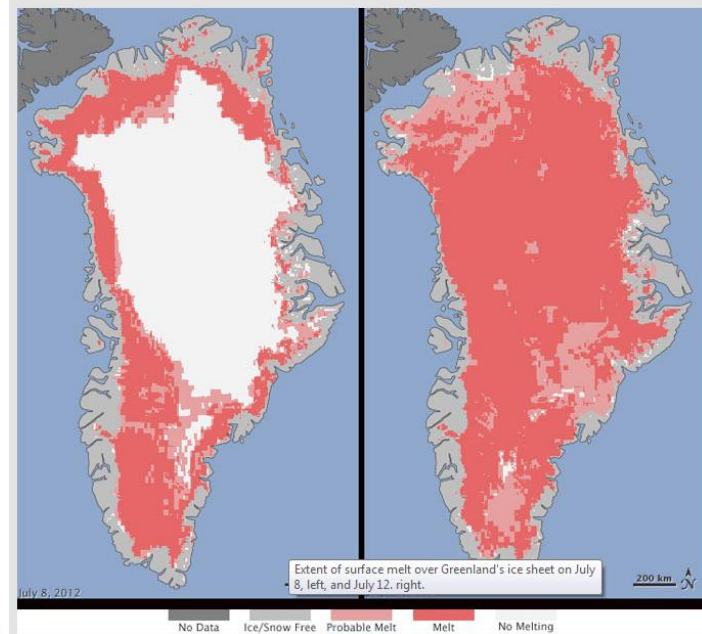 July 8, 2012
Extent of surface melt over Greenland's ice sheet on July
8, left, and July 12. right.
200 km
N
No Data
Ice/Snow Free
Probable Melt
Melt
No Melting